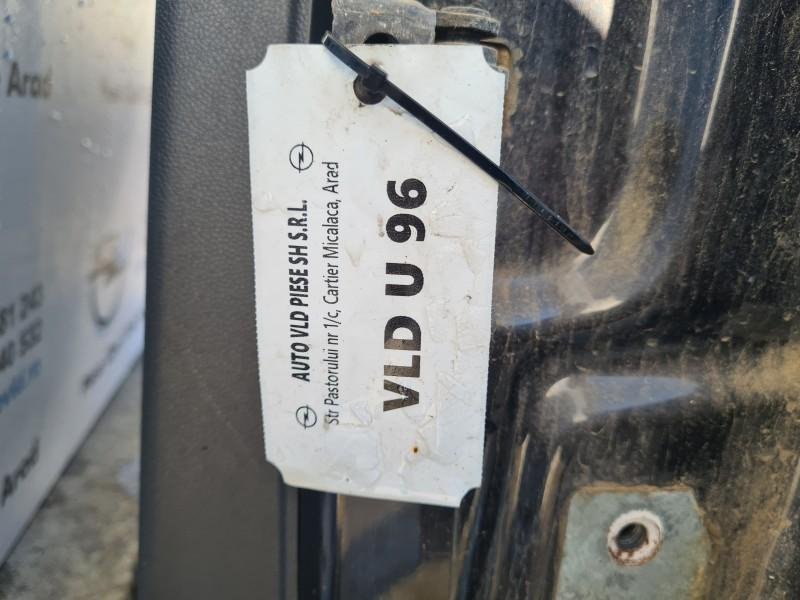 AUTO VLD PIESE SH S.R.L.
Str Pastorului nr 1/c, Cartier Micalaca, Arad
VLD U 96
Arad
Arad